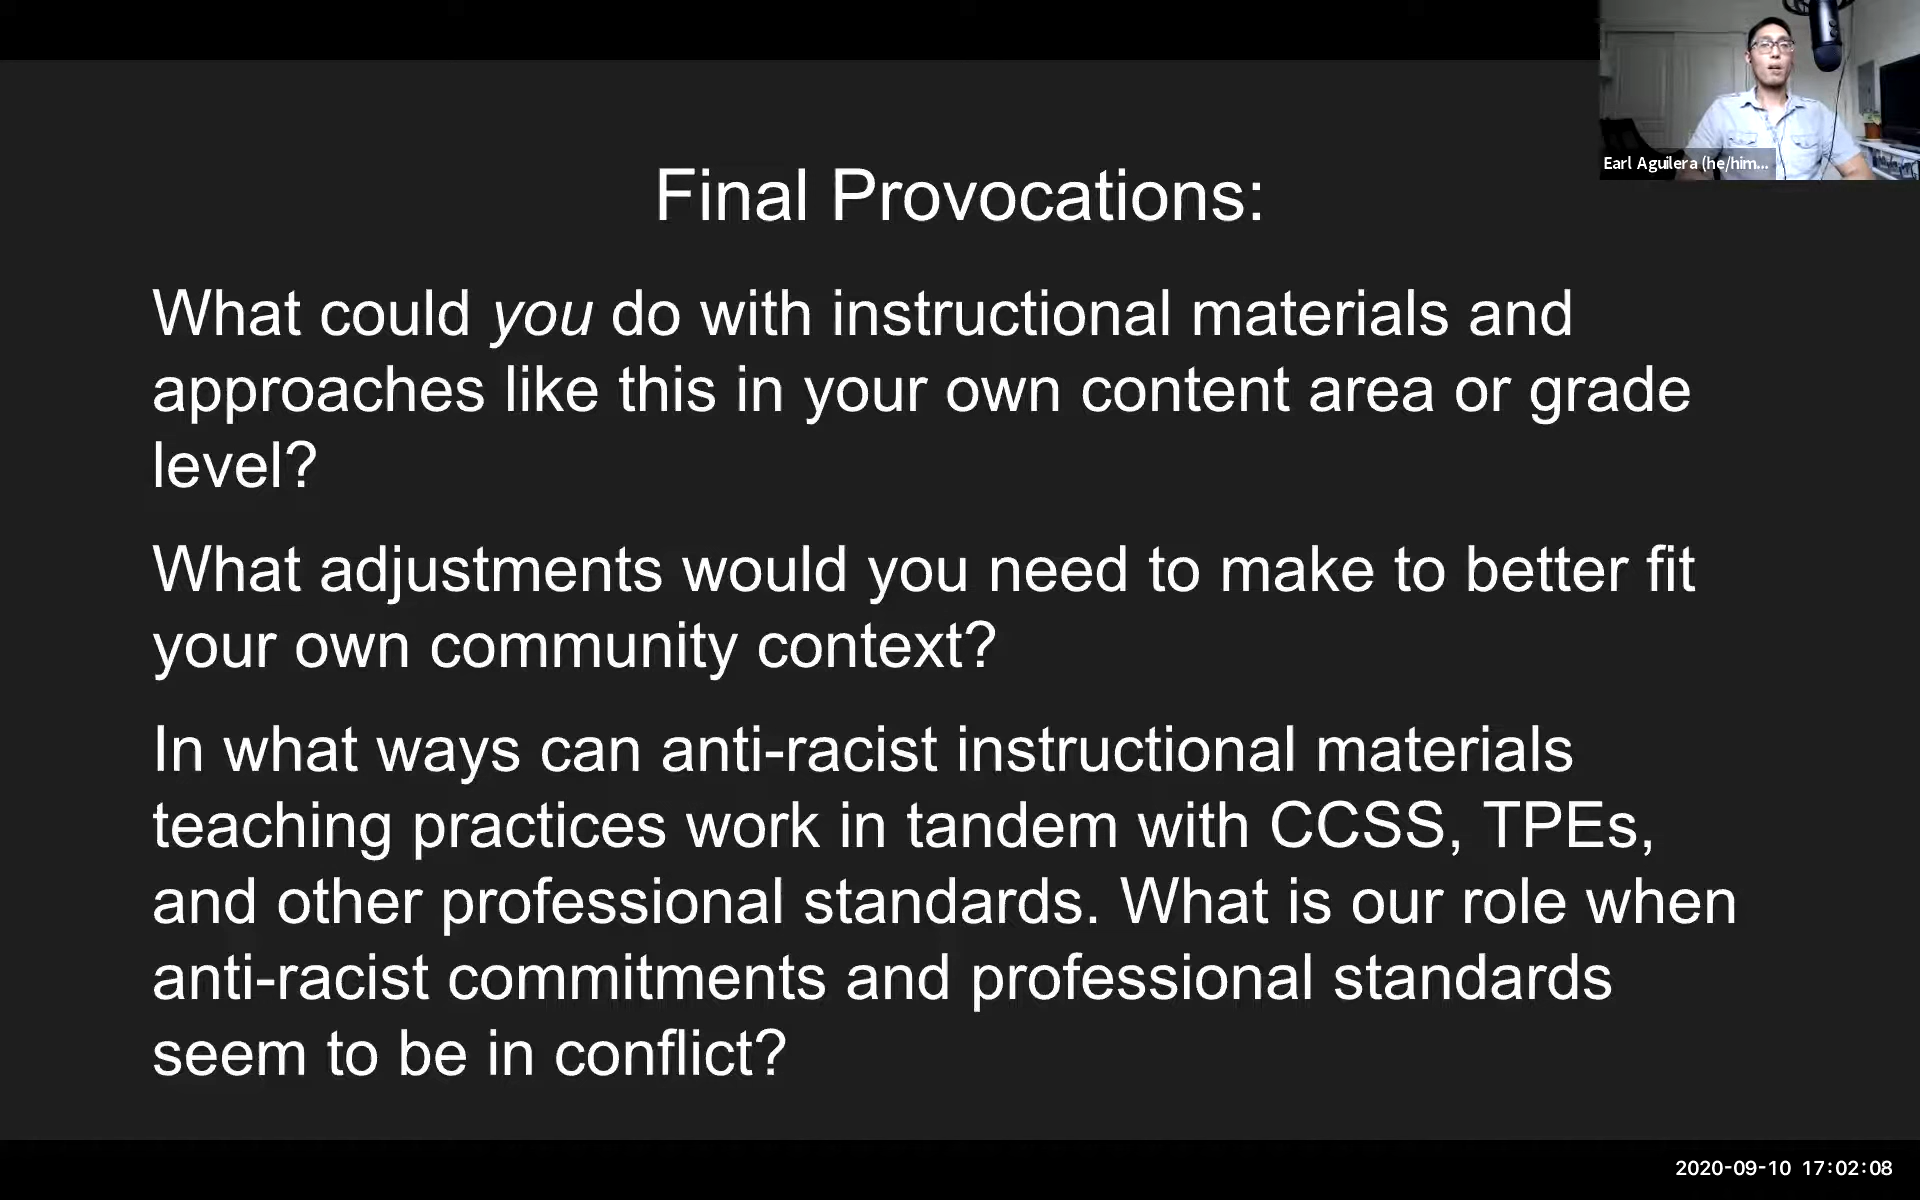 Earl Aguilera (he/him...
Final Provocations:
What could you do with instructional materials and
approaches like this in your own content area or grade
level?
What adjustments would you need to make to better fit
your own community context?
In what ways can anti-racist instructional materials
teaching practices work in tandem with CCSS, TPEs,
and other professional standards. What is our role when
anti-racist commitments and professional standards
seem to be in conflict?
2020-09-10 17:02:08